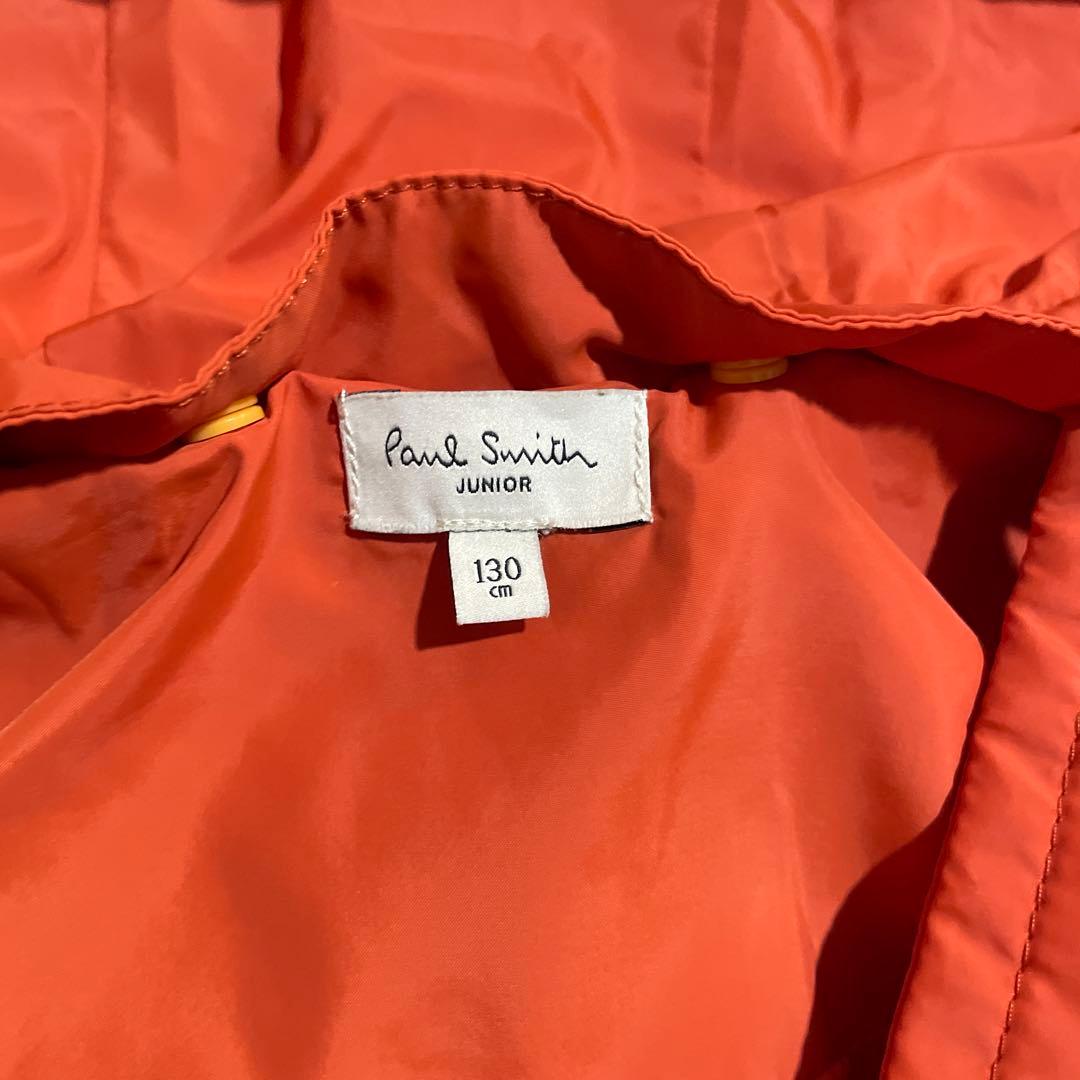 Paul Smith
JUNIOR
130
cm